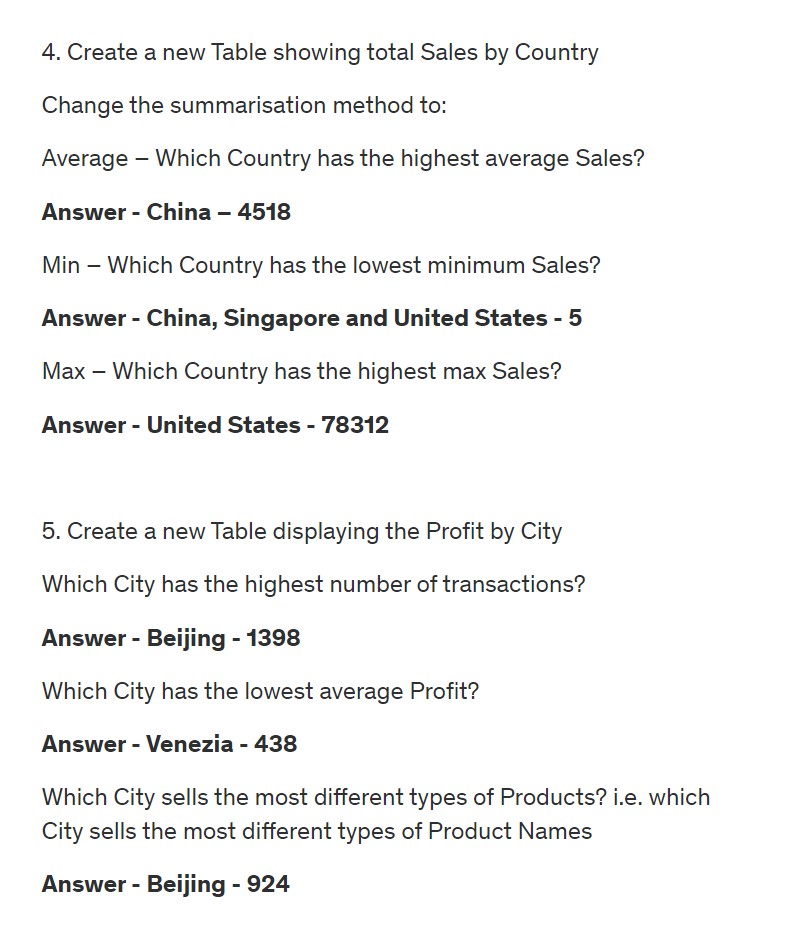 4. Create a new Table showing total Sales by Country
Change the summarisation method to:
Average – Which Country has the highest average Sales?
Answer - China – 4518
Min – Which Country has the lowest minimum Sales?
Answer - China, Singapore and United States - 5
Max – Which Country has the highest max Sales?
Answer - United States - 78312
5. Create a new Table displaying the Profit by City
Which City has the highest number of transactions?
Answer - Beijing - 1398
Which City has the lowest average Profit?
Answer - Venezia - 438
Which City sells the most different types of Products? i.e. which
City sells the most different types of Product Names
Answer - Beijing - 924